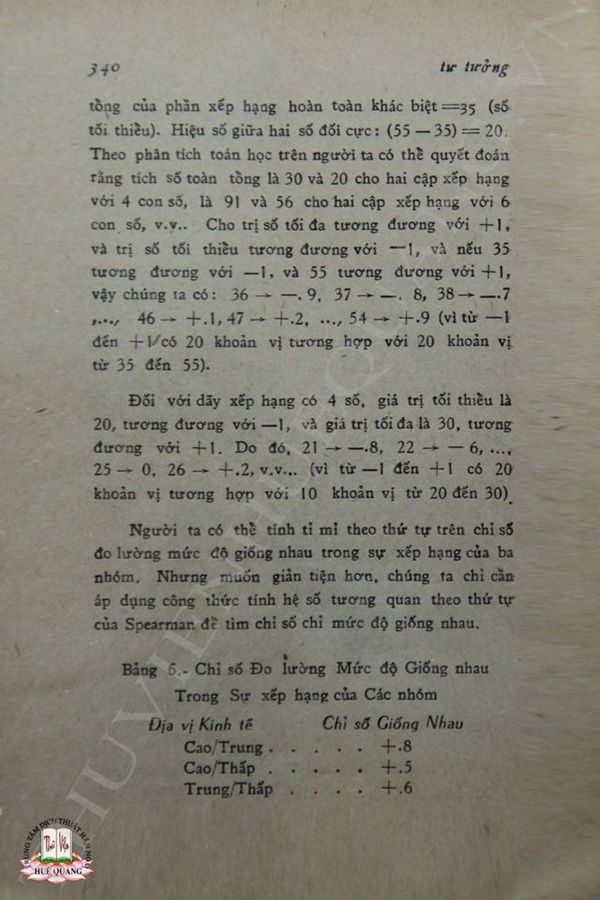 340 tư tưởng
tổng của phần xếp hạng hoàn toàn khác biệt =35 (số
tối thiểu). Hiệu số giữa hai số đối cực : (55 — 35) = 20.
Theo phân tích toán học trên người ta có thể quyết đoán
rằng tích số toàn tổng là 30 và 20 cho hai cập xếp hạng
với 4 con số, là 91 và 56 cho hai cập xếp hạng với 6
con số, v.v.. Cho trị số tối đa tương đương với +1,
và trị số tối thiểu tương đương với —1, và nếu 35
tương đương với —1, và 55 tương đương với +1,
vậy chúng ta có: 36 → —. 9, 37 → —. 8, 38 → —.7
,..., 46 → +.1, 47 → +.2, ..., 54 → +.9 (vì từ —1
đến +1 có 20 khoản vị tương hợp với 20 khoản vị
từ 35 đến 55).
Đối với dãy xếp hạng có 4 số, giá trị tối thiểu là
20, tương đương với —1, và giá trị tối đa là 30, tương
đương với +1. Do đó, 21 → —.8, 22 → — 6, ...,
25 → 0, 26 → +.2, v.v... (vì từ —1 đến +1 có 20
khoản vị tương hợp với 10 khoản vị từ 20 đến 30)
Người ta có thể tính tỉ mỉ theo thứ tự trên chỉ số
đo lường mức độ giống nhau trong sự xếp hạng của ba
nhóm. Nhưng muốn giản tiện hơn, chúng ta chỉ cần
áp dụng công thức tính hệ số tương quan theo thứ tự
của Spearman để tìm chỉ số chỉ mức độ giống nhau.
Bảng 6.- Chỉ số Đo lường Mức độ Giống nhau
Trong Sự xếp hạng của Các nhóm
Địa vị Kinh tế Chỉ số Giống Nhau
Cao/Trung . . . . . +.8
Cao/Thấp . . . . . +.5
Trung/Thấp . . . . +.6
TRUNG TÂM DỊCH THUẬT HÁN NÔM
Thư Viện
HUỆ QUANG